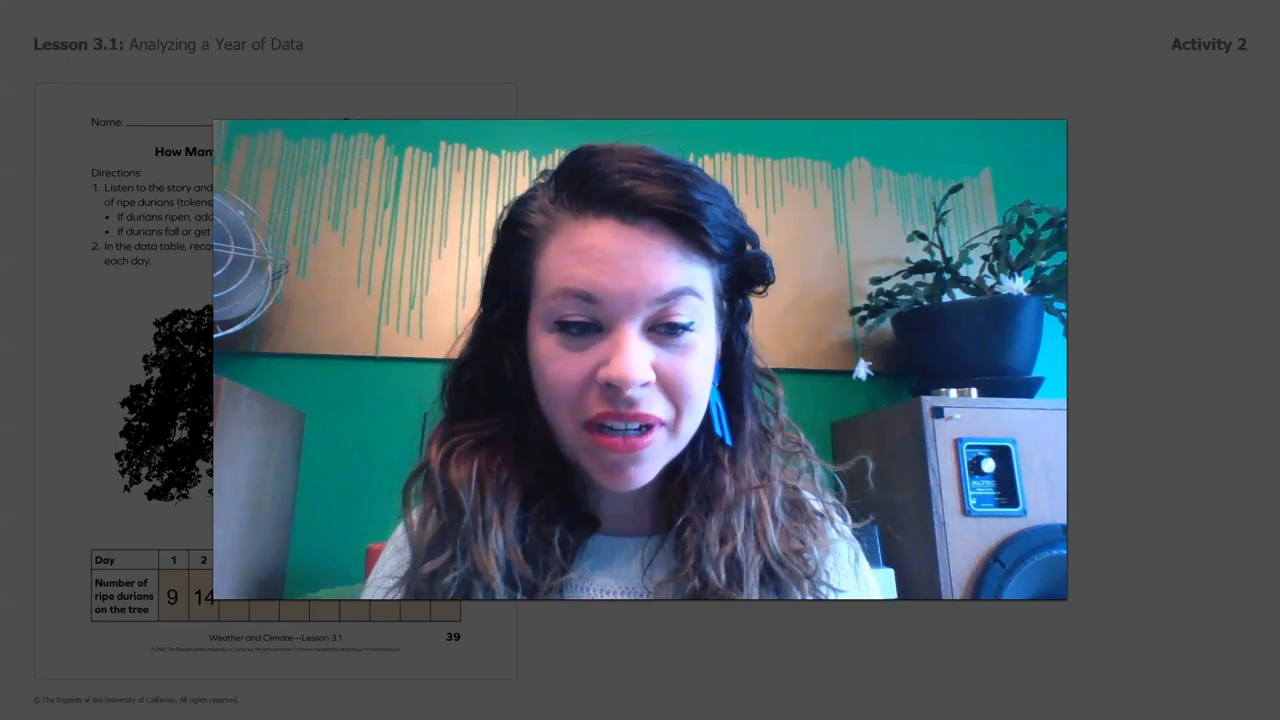 Lesson 3.1: Analyzing a Year of Data
Activity 2
Name:
How Man
Directions:
1. Listen to the story and
of ripe durians (tokens
• If durians ripen, add
• If durians fall or get
2. In the data table, reco
each day.
ALTEC
Day 1 2
Number of ripe durians on the tree 9 14
Weather and Climate—Lesson 3.1
39
© The Regents of the University of California. All rights reserved.